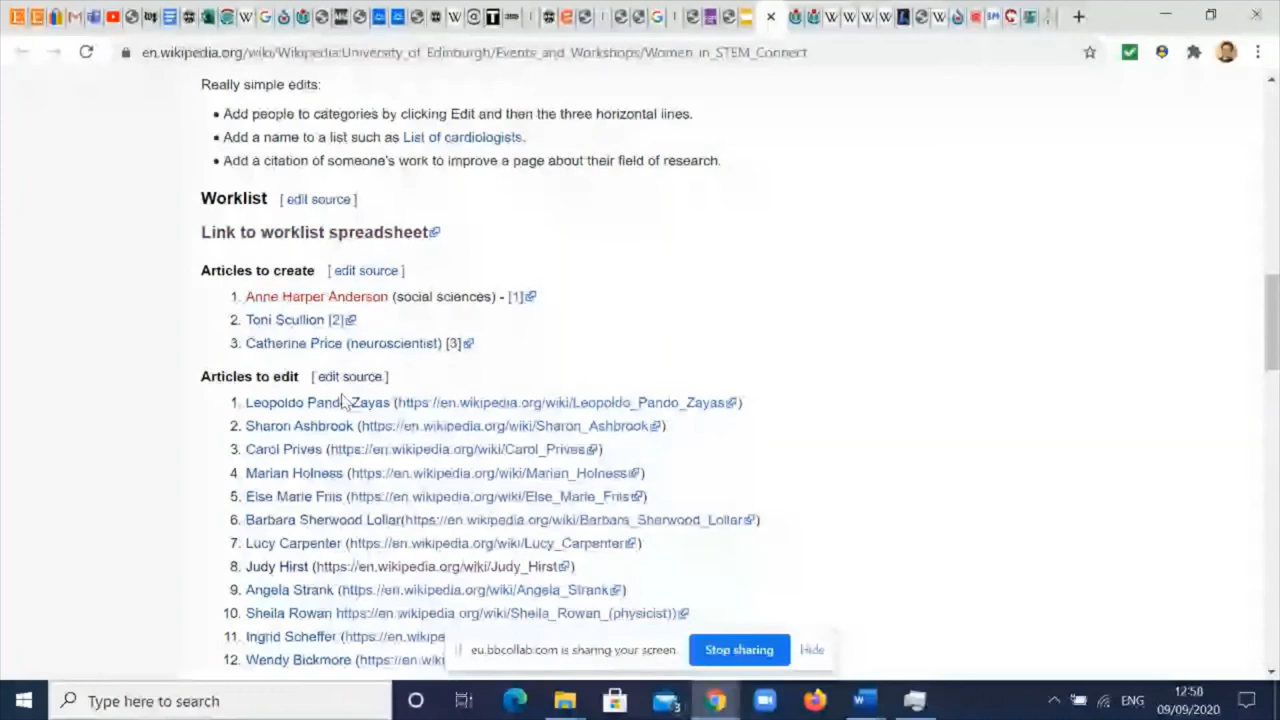 en.wikipedia.org/wiki/Wikipedia:University_of_Edinburgh/Events_and_Workshops/Women_in_STEM_Connect
Really simple edits:
• Add people to categories by clicking Edit and then the three horizontal lines.
• Add a name to a list such as List of cardiologists.
• Add a citation of someone's work to improve a page about their field of research.
Worklist [ edit source ]
Link to worklist spreadsheet
Articles to create [ edit source ]
1. Anne Harper Anderson (social sciences) - [1]
2. Toni Scullion [2]
3. Catherine Price (neuroscientist) [3]
Articles to edit [ edit source ]
1. Leopoldo Pando Zayas (https://en.wikipedia.org/wiki/Leopoldo_Pando_Zayas)
2. Sharon Ashbrook (https://en.wikipedia.org/wiki/Sharon_Ashbrook)
3. Carol Prives (https://en.wikipedia.org/wiki/Carol_Prives)
4. Marian Holness (https://en.wikipedia.org/wiki/Marian_Holness)
5. Else Marie Friis (https://en.wikipedia.org/wiki/Else_Marie_Friis)
6. Barbara Sherwood Lollar(https://en.wikipedia.org/wiki/Barbara_Sherwood_Lollar)
7. Lucy Carpenter (https://en.wikipedia.org/wiki/Lucy_Carpenter)
8. Judy Hirst (https://en.wikipedia.org/wiki/Judy_Hirst)
9. Angela Strank (https://en.wikipedia.org/wiki/Angela_Strank)
10. Sheila Rowan https://en.wikipedia.org/wiki/Sheila_Rowan_(physicist))
11. Ingrid Scheffer (https://en.wikipe
12. Wendy Bickmore (https://en.wiki
eu.bbcollab.com is sharing your screen. Stop sharing Hide
Type here to search
3
ENG
12:58
09/09/2020